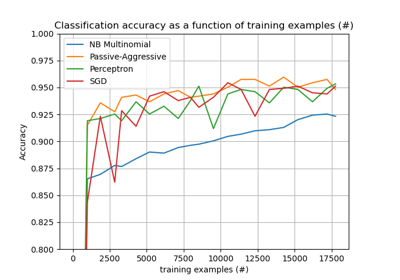 Classification accuracy as a function of training examples (#)
1.000
0.975
0.950
0.925
0.900
0.875
0.850
0.825
0.800
Accuracy
NB Multinomial
Passive-Aggressive
Perceptron
SGD
0 2500 5000 7500 10000 12500 15000 17500
training examples (#)